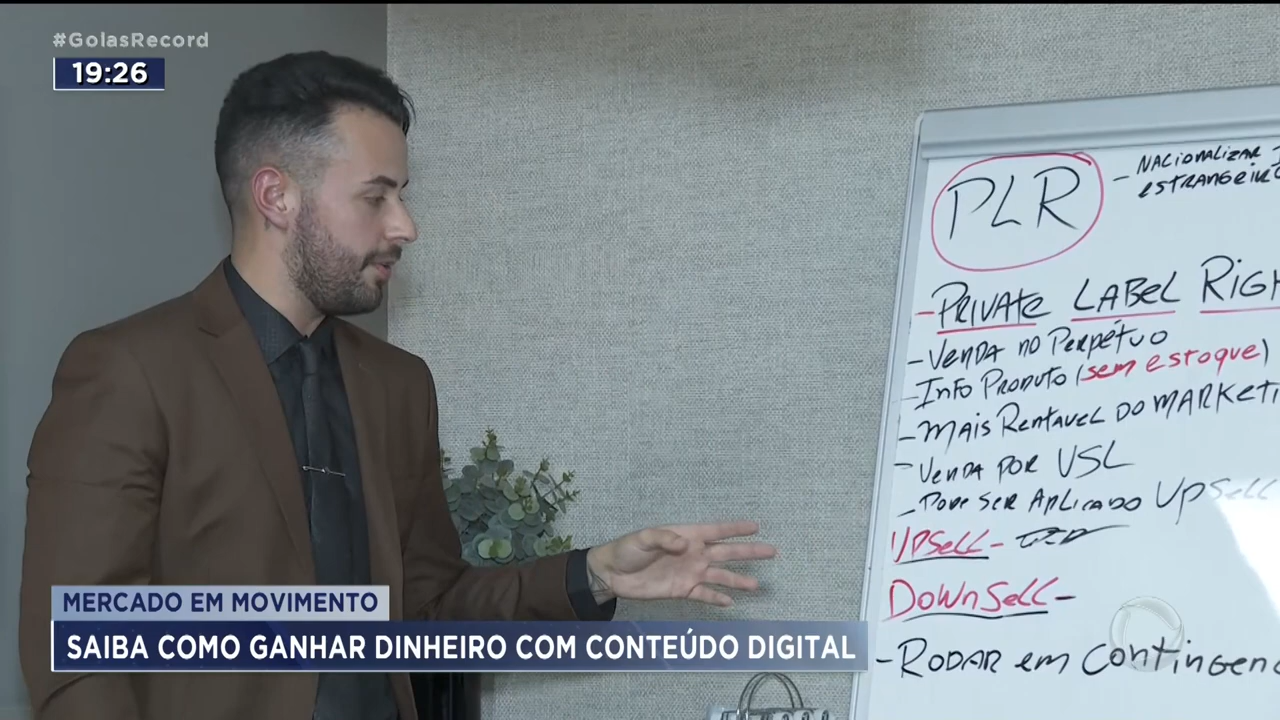 #GoiasRecord
19:26
PLR
- NACIONALIZAR
ESTRANGEIRO
- PRIVATE LABEL RIGH
- VENDA NO PERPÉTUO
- INFO PRODUTO (SEM ESTOQUE)
- MAIS RENTAVEL DO MARKETI
- VENDA POR VSL
- PODE SER APLICADO UPSELL
UPSELL -
DOWNSELL -
- RODAR EM CONTINGENC
MERCADO EM MOVIMENTO
SAIBA COMO GANHAR DINHEIRO COM CONTEÚDO DIGITAL